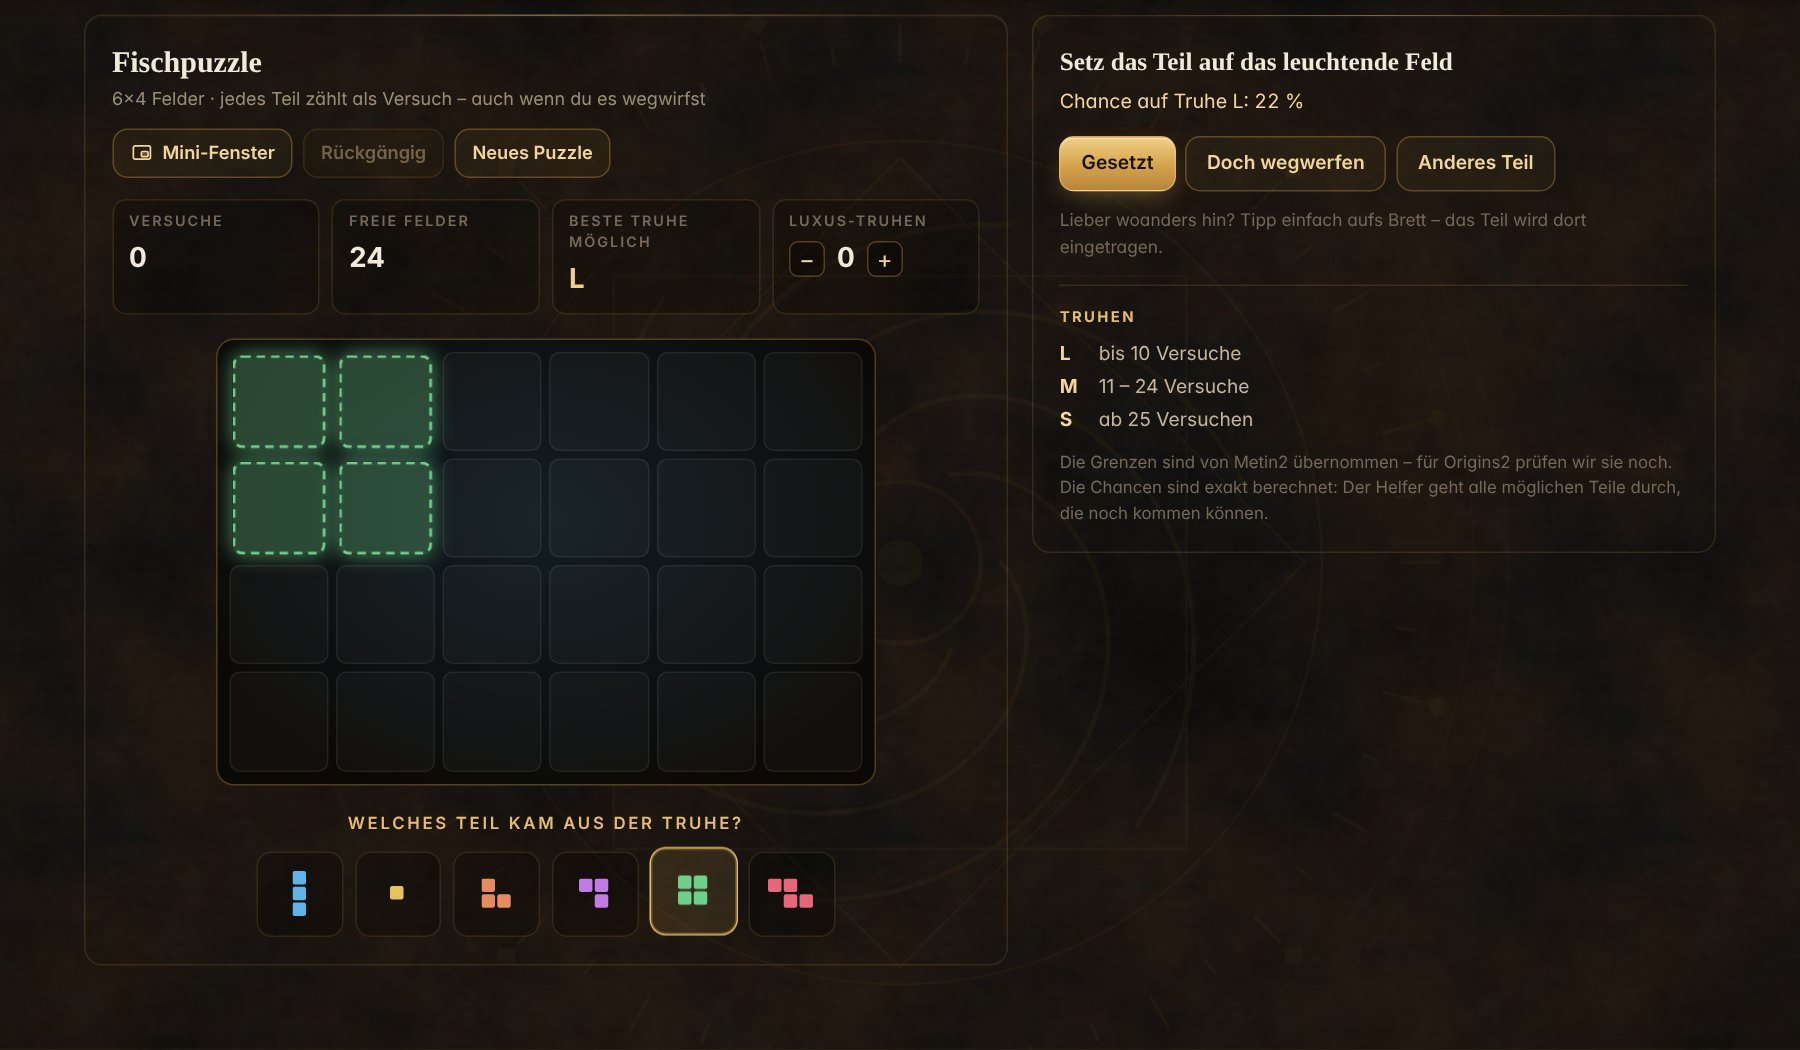 Fischpuzzle
6×4 Felder · jedes Teil zählt als Versuch – auch wenn du es wegwirfst
Mini-Fenster
Rückgängig
Neues Puzzle
VERSUCHE
0
FREIE FELDER
24
BESTE TRUHE
MÖGLICH
L
LUXUS-TRUHEN
− 0 +
WELCHES TEIL KAM AUS DER TRUHE?
Setz das Teil auf das leuchtende Feld
Chance auf Truhe L: 22 %
Gesetzt
Doch wegwerfen
Anderes Teil
Lieber woanders hin? Tipp einfach aufs Brett – das Teil wird dort
eingetragen.
TRUHEN
L bis 10 Versuche
M 11 – 24 Versuche
S ab 25 Versuchen
Die Grenzen sind von Metin2 übernommen – für Origins2 prüfen wir sie noch.
Die Chancen sind exakt berechnet: Der Helfer geht alle möglichen Teile durch,
die noch kommen können.